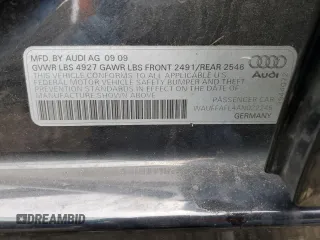 MFD. BY AUDI AG 09 09
GVWR LBS 4927 GAWR LBS FRONT 2491/REAR 2546
THIS VEHICLE CONFORMS TO ALL APPLICABLE U.S.
FEDERAL MOTOR VEHICLE SAFETY BUMPER AND THEFT
PREVENTION STANDARDS IN EFFECT ON THE DATE OF
MANUFACTURE SHOWN ABOVE
Audi
PASSENGER CAR
GERMANY
DREAMBID